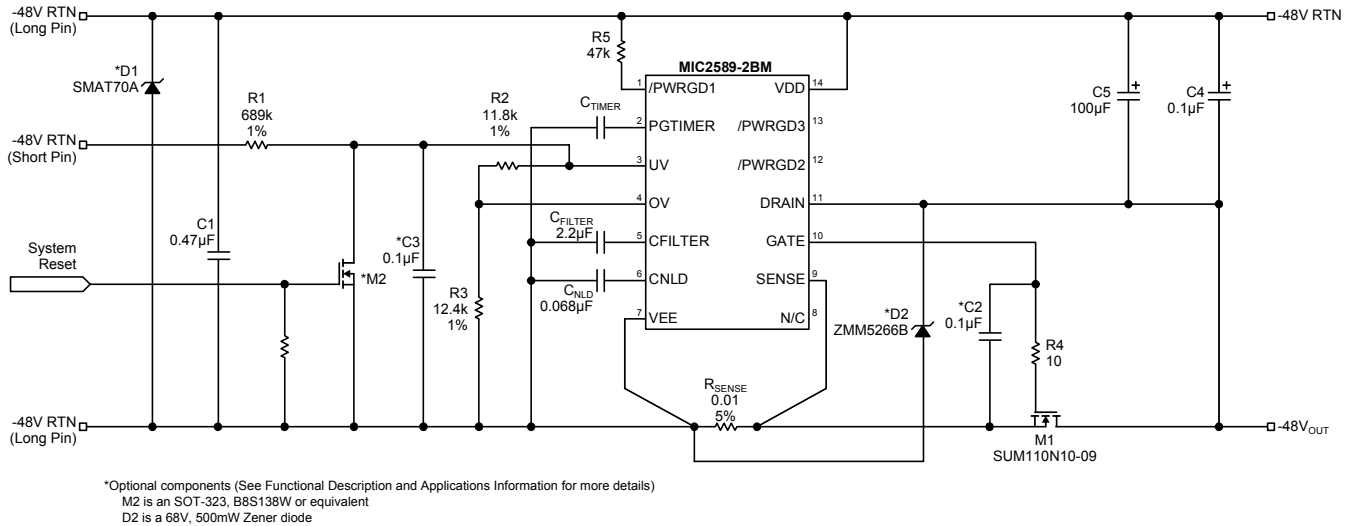 -48V RTN
(Long Pin)
-48V RTN
*D1
SMAT70A
R1
689k
1%
R2
11.8k
1%
C_TIMER
R5
47k
MIC2589-2BM
1
/PWRGD1
VDD
14
2
PGTIMER
/PWRGD3
13
3
UV
/PWRGD2
12
4
OV
DRAIN
11
5
CFILTER
GATE
10
6
CNLD
SENSE
9
7
VEE
N/C
8
C5
100µF
+
C4
0.1µF
+
-48V RTN
(Short Pin)
C1
0.47µF
*C3
0.1µF
C_FILTER
2.2µF
C_NLD
0.068µF
System
Reset
*M2
R3
12.4k
1%
*D2
ZMM5266B
*C2
0.1µF
R4
10
R_SENSE
0.01
5%
-48V RTN
(Long Pin)
M1
SUM110N10-09
-48V_OUT
*Optional components (See Functional Description and Applications Information for more details)
M2 is an SOT-323, B8S138W or equivalent
D2 is a 68V, 500mW Zener diode